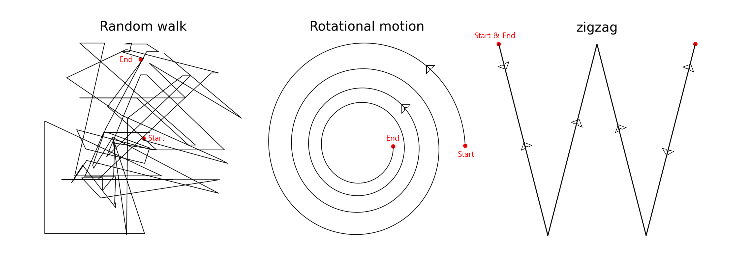 Random walk
Rotational motion
zigzag
Start & End
End
Start
End
Start